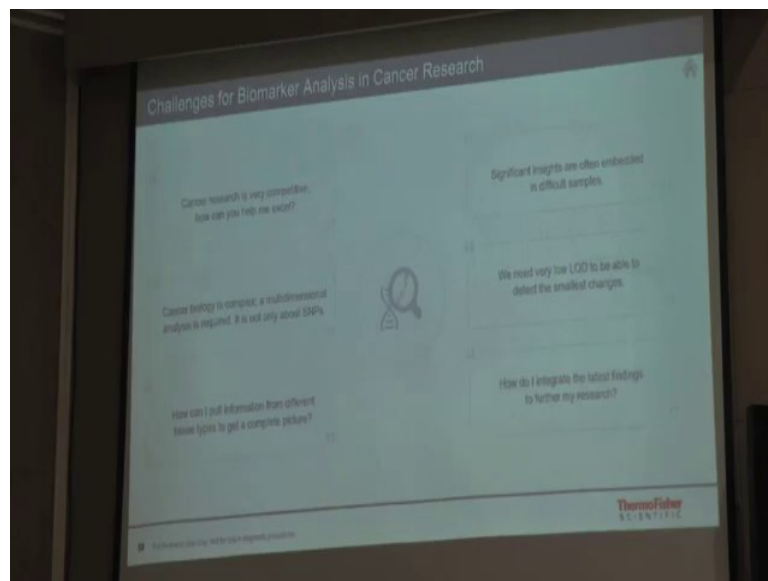 Challenges for Biomarker Analysis in Cancer Research
Cancer research is very competitive,
how can you help me excel?
Cancer biology is complex, a multidimensional
analysis is required. It is not only about SNPs
How can I pull information from different
tissue types to get a complete picture?
Significant insights are often embedded
in difficult samples.
We need very low LOD to be able to
detect the smallest changes.
How do I integrate the latest findings
to further my research?
ThermoFisher
SCIENTIFIC